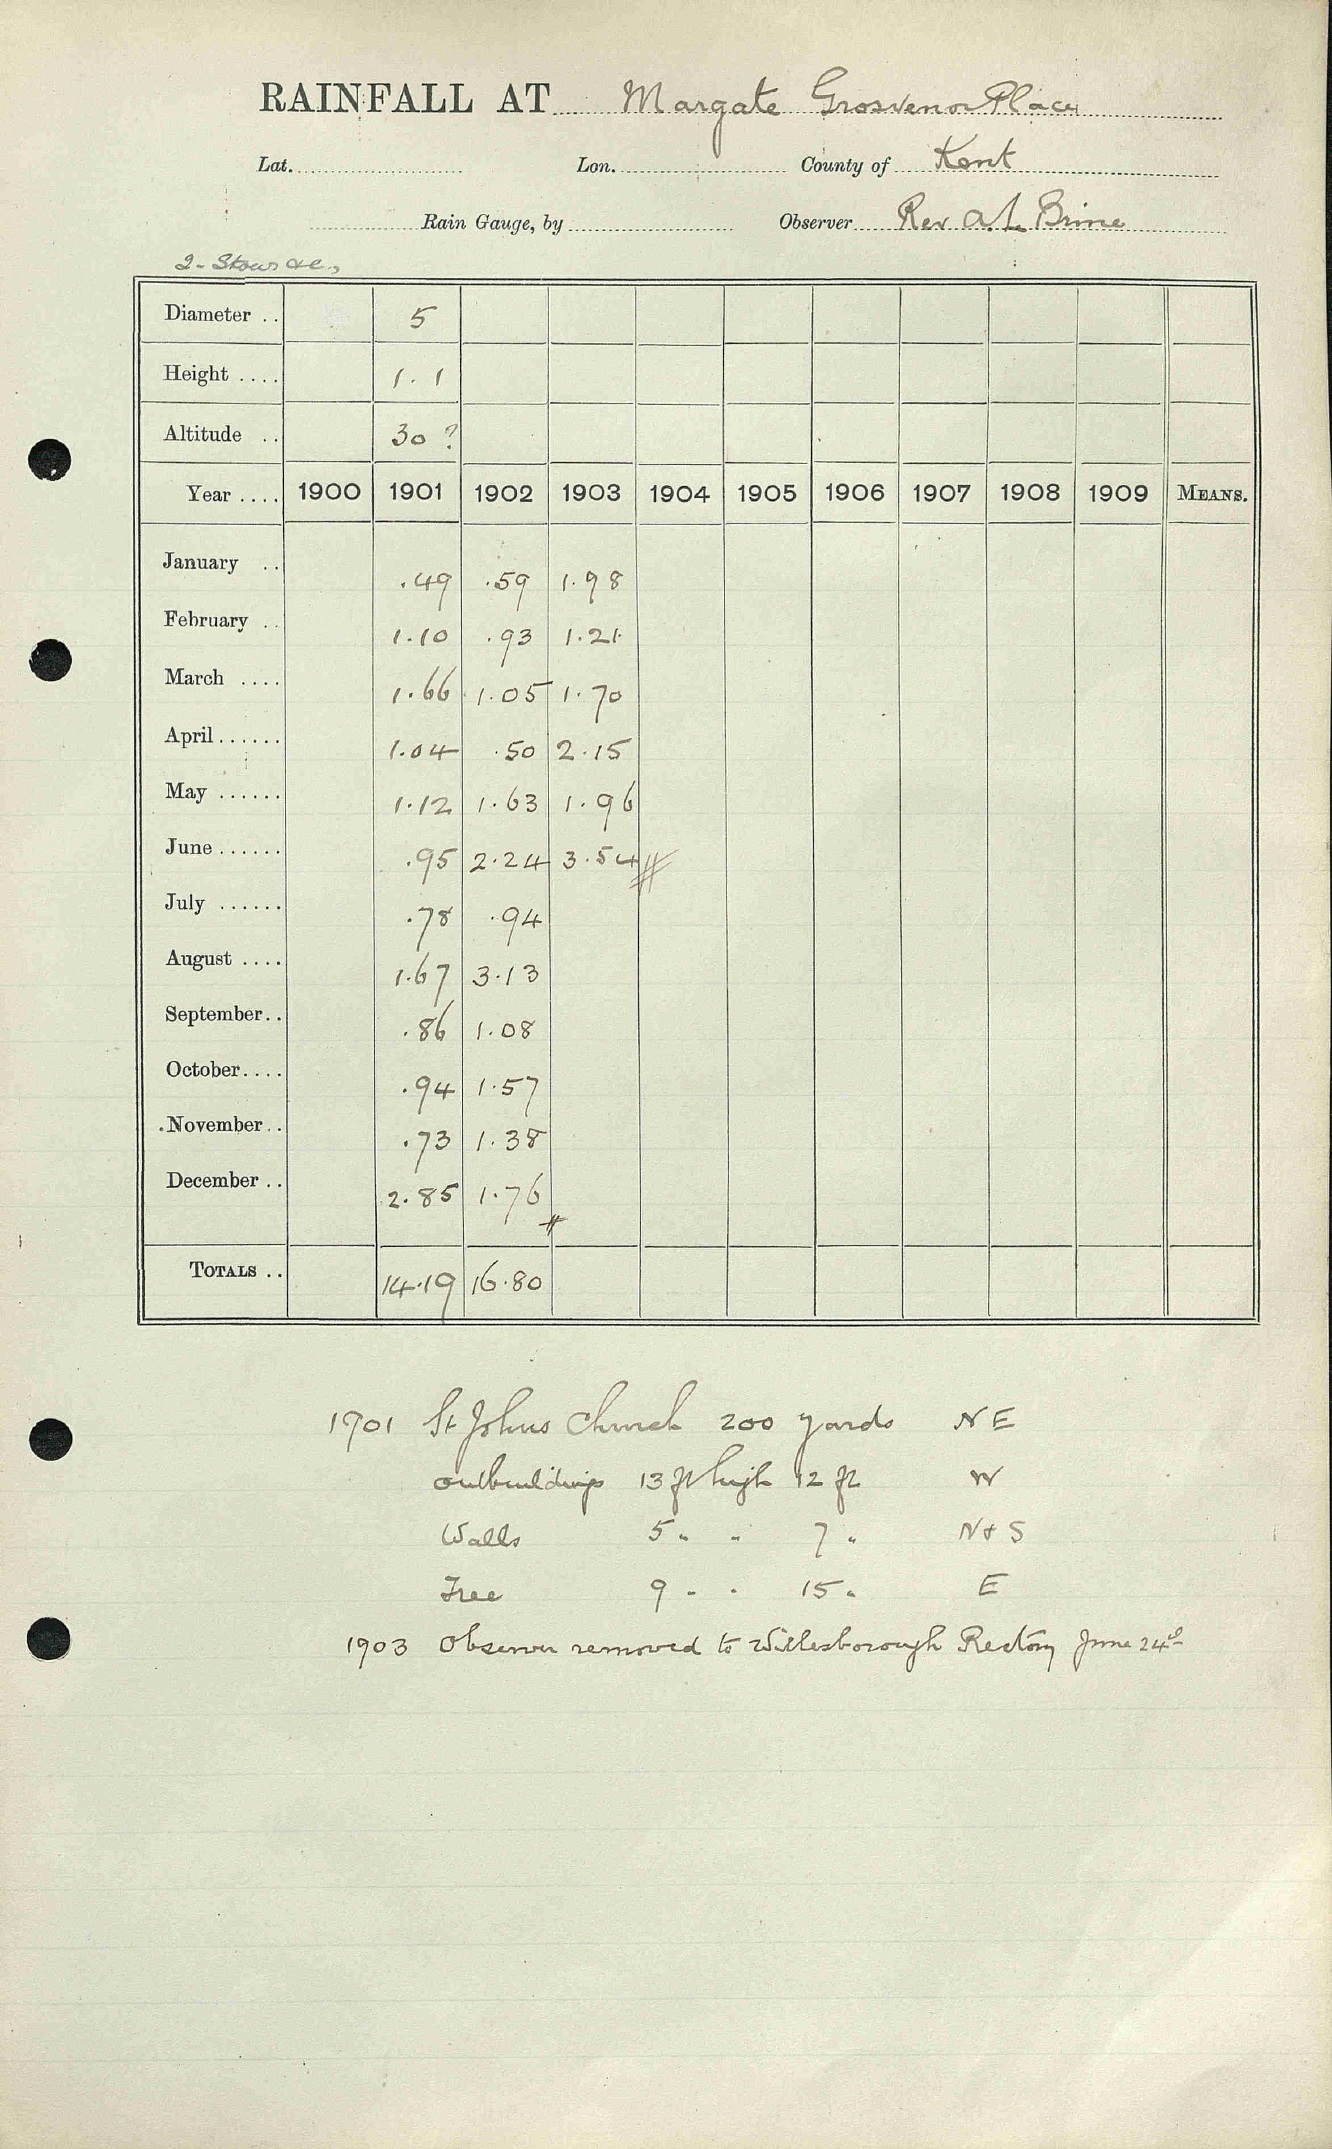 RAINFALL AT Margate Grosvenor Place
Lat. Lon. County of Kent
Rain Gauge, by Observer Rev A. L. Brine
2 - Stour &c.,
Diameter .. 5
Height .... 1.1
Altitude .. 30 ?
Year .... 1900 1901 1902 1903 1904 1905 1906 1907 1908 1909 MEANS.
January .. .49 .59 1.98
February .. 1.10 .93 1.21
March .... 1.66 1.05 1.70
April ...... 1.04 .50 2.15
May ...... 1.12 1.63 1.96
June ...... .95 2.24 3.54
July ...... .78 .94
August .... 1.67 3.13
September .. .86 1.08
October .... .94 1.57
November .. .73 1.38
December .. 2.85 1.76
TOTALS .. 14.19 16.80
1901 St Johns Church 200 yards NE
outbuildings 13 ft high 12 ft W
Walls 5 " " 7 " N & S
Tree 9 " " 15 " E
1903 Observer removed to Willesborough Rectory June 24th